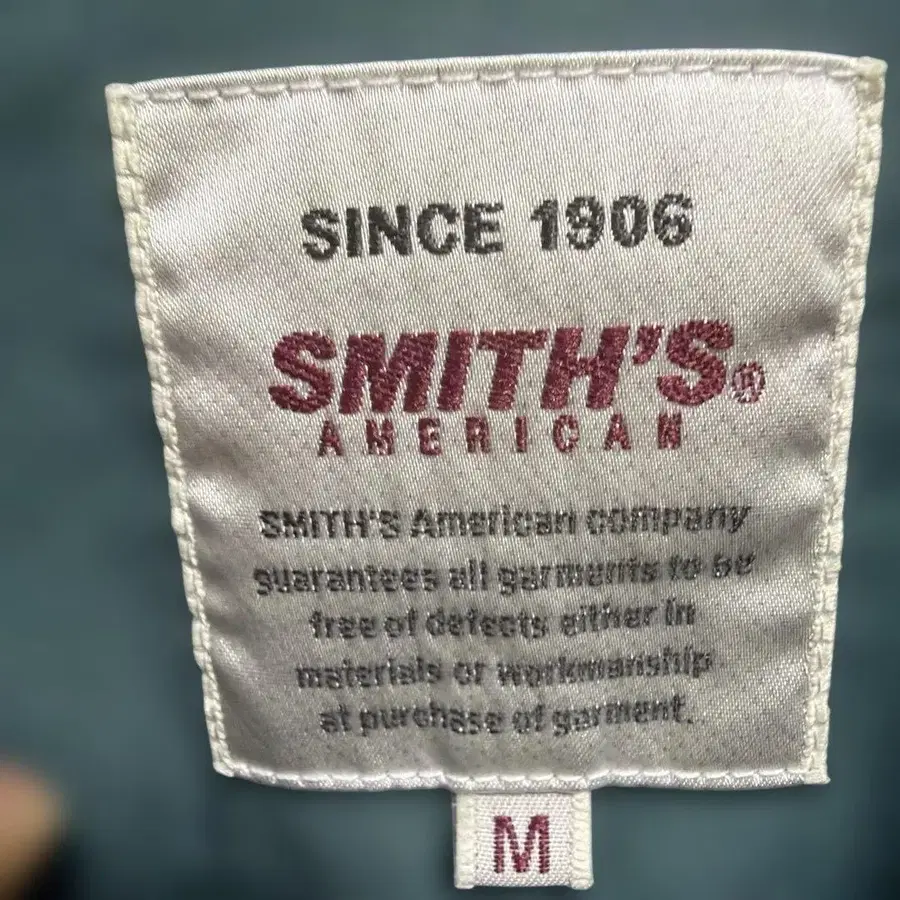 SINCE 1906
SMITH'S®
AMERICAN
SMITH'S American company
guarantees all garments to be
free of defects either in
materials or workmanship
at purchase of garment.
M